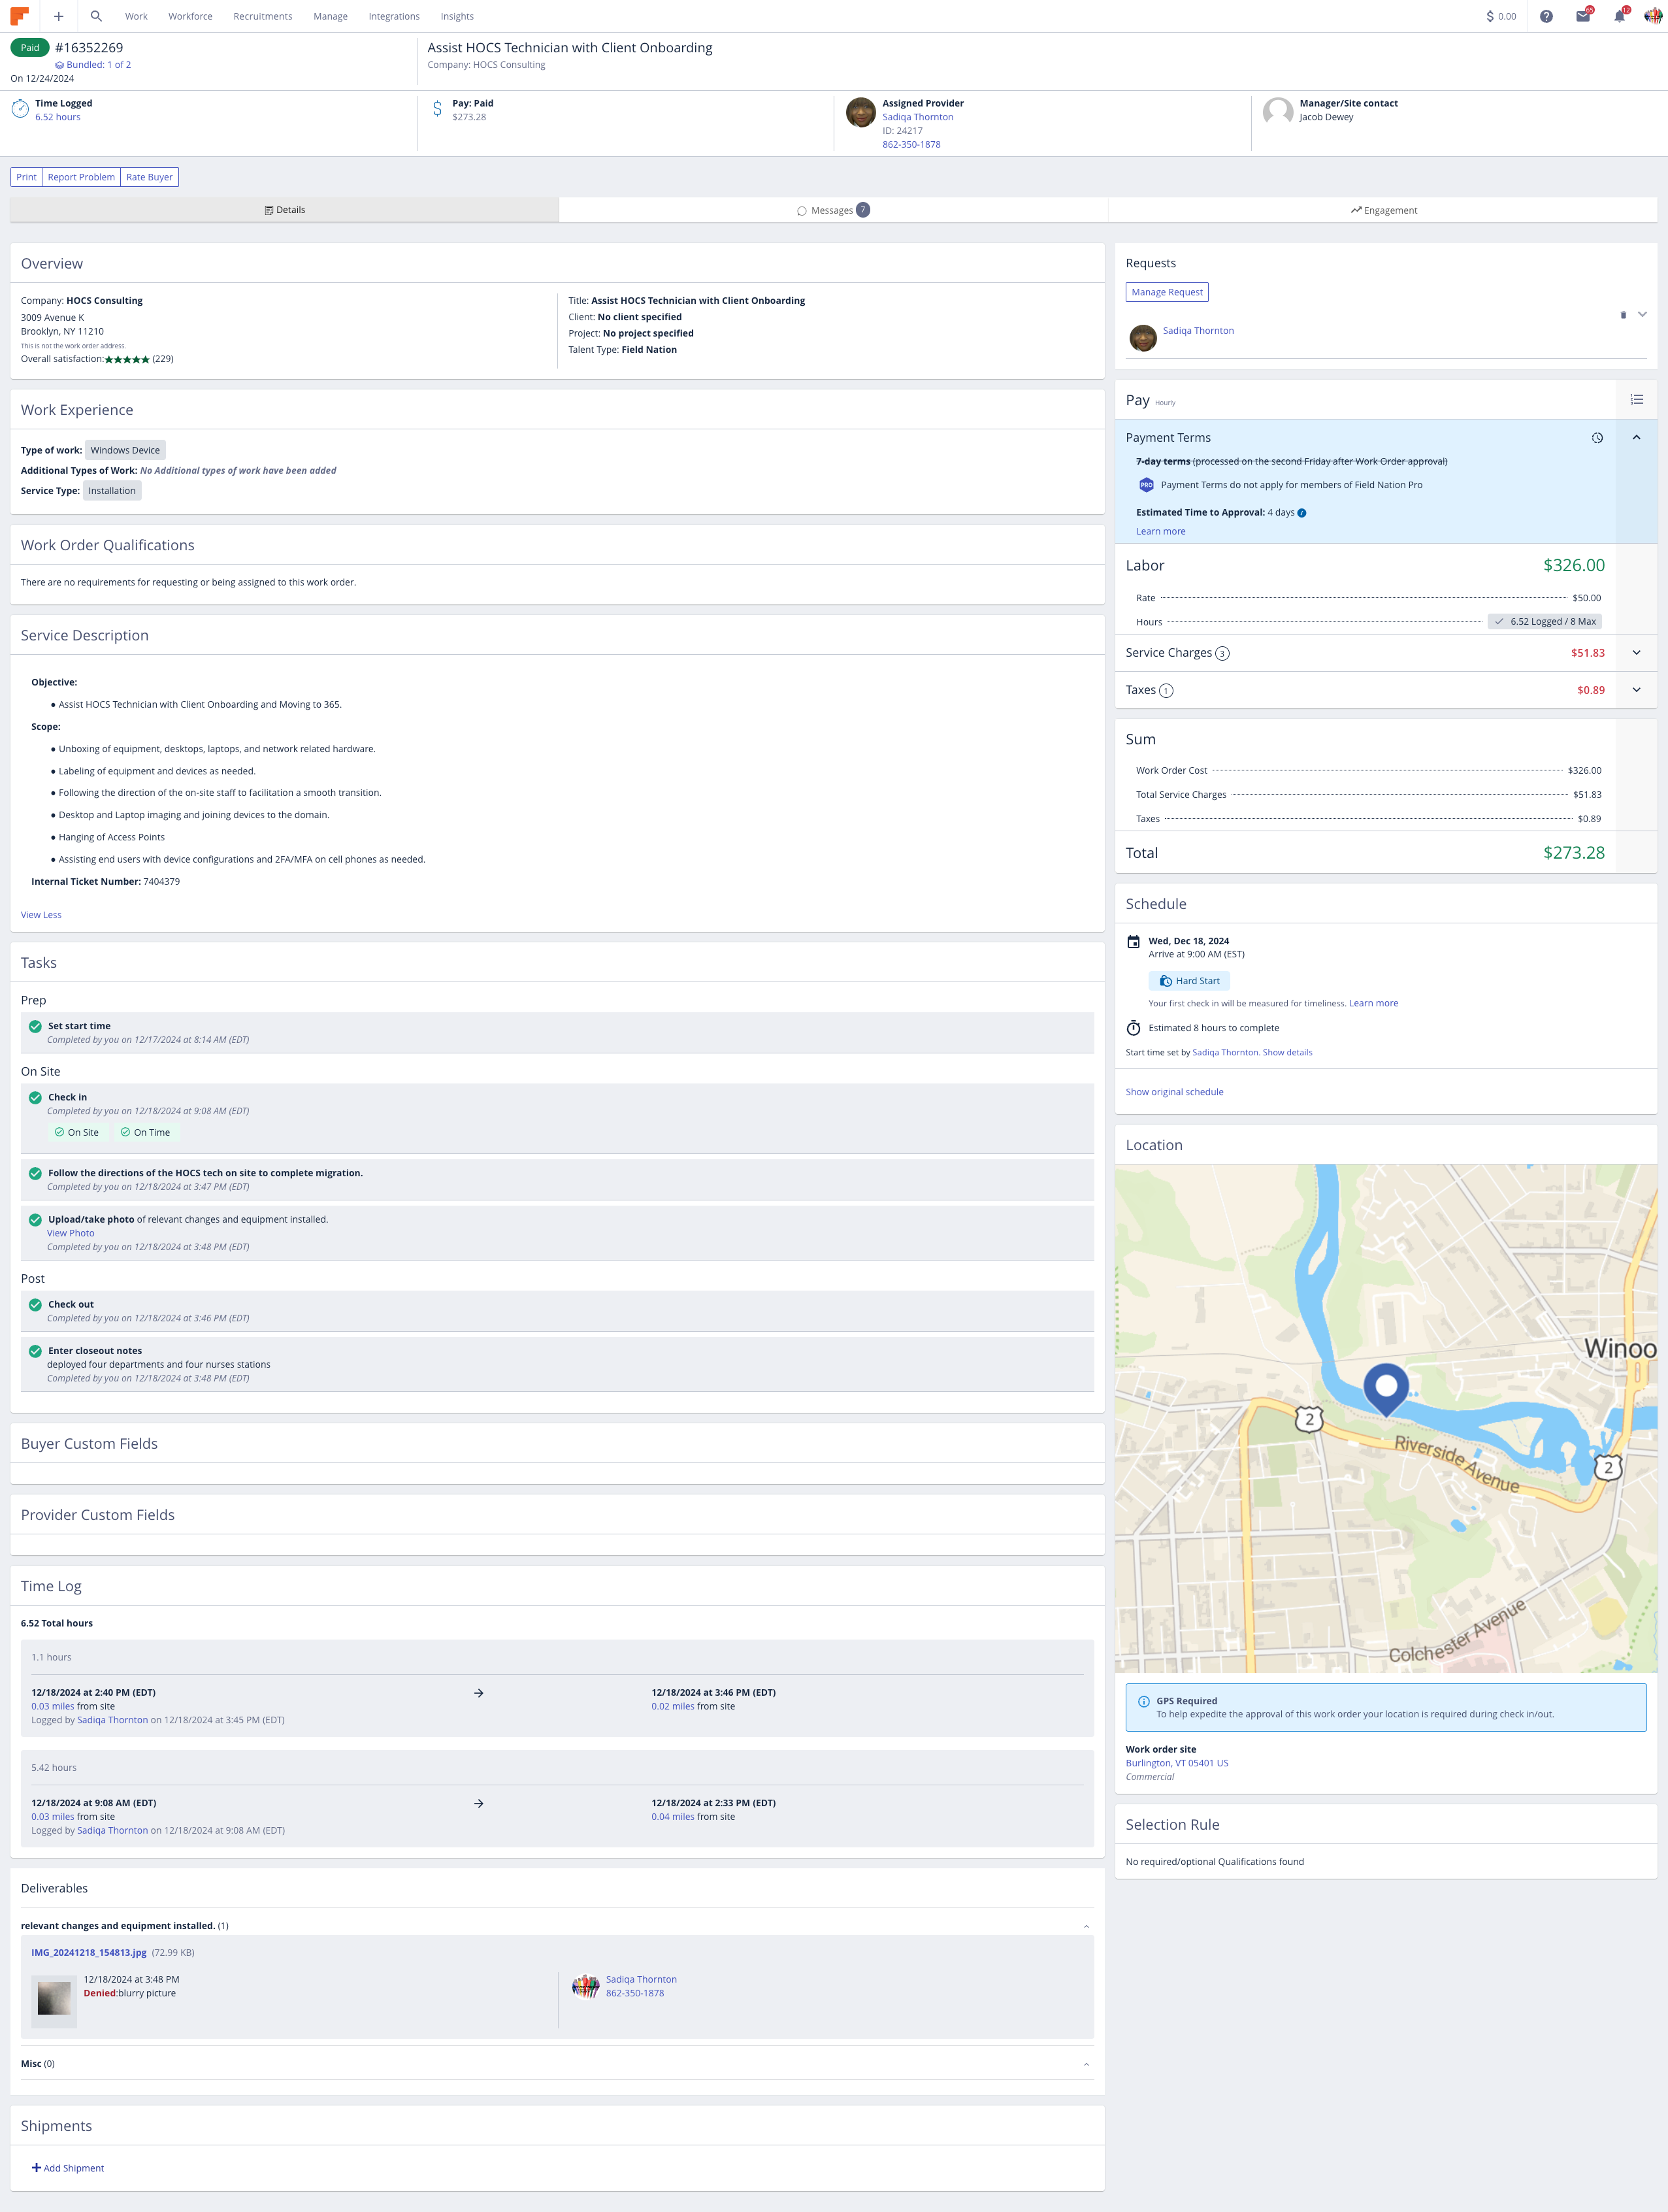 Work Workforce Recruitments Manage Integrations Insights
$ 0.00
12
Paid #16352269
Bundled: 1 of 2
On 12/24/2024
Assist HOCS Technician with Client Onboarding
Company: HOCS Consulting
Time Logged
6.52 hours
Pay: Paid
$273.28
Assigned Provider
Sadiqa Thornton
ID: 24217
862-350-1878
Manager/Site contact
Jacob Dewey
Print Report Problem Rate Buyer
Details
Messages 7
Engagement
Overview
Company: HOCS Consulting
3009 Avenue K
Brooklyn, NY 11210
This is not the work order address.
Overall satisfaction:★★★★★ (229)
Title: Assist HOCS Technician with Client Onboarding
Client: No client specified
Project: No project specified
Talent Type: Field Nation
Work Experience
Type of work: Windows Device
Additional Types of Work: No Additional types of work have been added
Service Type: Installation
Work Order Qualifications
There are no requirements for requesting or being assigned to this work order.
Service Description
Objective:
● Assist HOCS Technician with Client Onboarding and Moving to 365.
Scope:
● Unboxing of equipment, desktops, laptops, and network related hardware.
● Labeling of equipment and devices as needed.
● Following the direction of the on-site staff to facilitation a smooth transition.
● Desktop and Laptop imaging and joining devices to the domain.
● Hanging of Access Points
● Assisting end users with device configurations and 2FA/MFA on cell phones as needed.
Internal Ticket Number: 7404379
View Less
Tasks
Prep
Set start time
Completed by you on 12/17/2024 at 8:14 AM (EDT)
On Site
Check in
Completed by you on 12/18/2024 at 9:08 AM (EDT)
On Site On Time
Follow the directions of the HOCS tech on site to complete migration.
Completed by you on 12/18/2024 at 3:47 PM (EDT)
Upload/take photo of relevant changes and equipment installed.
View Photo
Completed by you on 12/18/2024 at 3:48 PM (EDT)
Post
Check out
Completed by you on 12/18/2024 at 3:46 PM (EDT)
Enter closeout notes
deployed four departments and four nurses stations
Completed by you on 12/18/2024 at 3:48 PM (EDT)
Buyer Custom Fields
Provider Custom Fields
Time Log
6.52 Total hours
1.1 hours
12/18/2024 at 2:40 PM (EDT)
0.03 miles from site
Logged by Sadiqa Thornton on 12/18/2024 at 3:45 PM (EDT)
12/18/2024 at 3:46 PM (EDT)
0.02 miles from site
5.42 hours
12/18/2024 at 9:08 AM (EDT)
0.03 miles from site
Logged by Sadiqa Thornton on 12/18/2024 at 9:08 AM (EDT)
12/18/2024 at 2:33 PM (EDT)
0.04 miles from site
Deliverables
relevant changes and equipment installed. (1)
IMG_20241218_154813.jpg (72.99 KB)
12/18/2024 at 3:48 PM
Denied:blurry picture
Sadiqa Thornton
862-350-1878
Misc (0)
Shipments
Add Shipment
Requests
Manage Request
Sadiqa Thornton
Pay Hourly
Payment Terms
7-day terms (processed on the second Friday after Work Order approval)
PRO Payment Terms do not apply for members of Field Nation Pro
Estimated Time to Approval: 4 days
Learn more
Labor $326.00
Rate $50.00
Hours 6.52 Logged / 8 Max
Service Charges 3 $51.83
Taxes 1 $0.89
Sum
Work Order Cost $326.00
Total Service Charges $51.83
Taxes $0.89
Total $273.28
Schedule
Wed, Dec 18, 2024
Arrive at 9:00 AM (EST)
Hard Start
Your first check in will be measured for timeliness. Learn more
Estimated 8 hours to complete
Start time set by Sadiqa Thornton. Show details
Show original schedule
Location
Winoo
2
Riverside Avenue
2
Colchester Avenue
GPS Required
To help expedite the approval of this work order your location is required during check in/out.
Work order site
Burlington, VT 05401 US
Commercial
Selection Rule
No required/optional Qualifications found